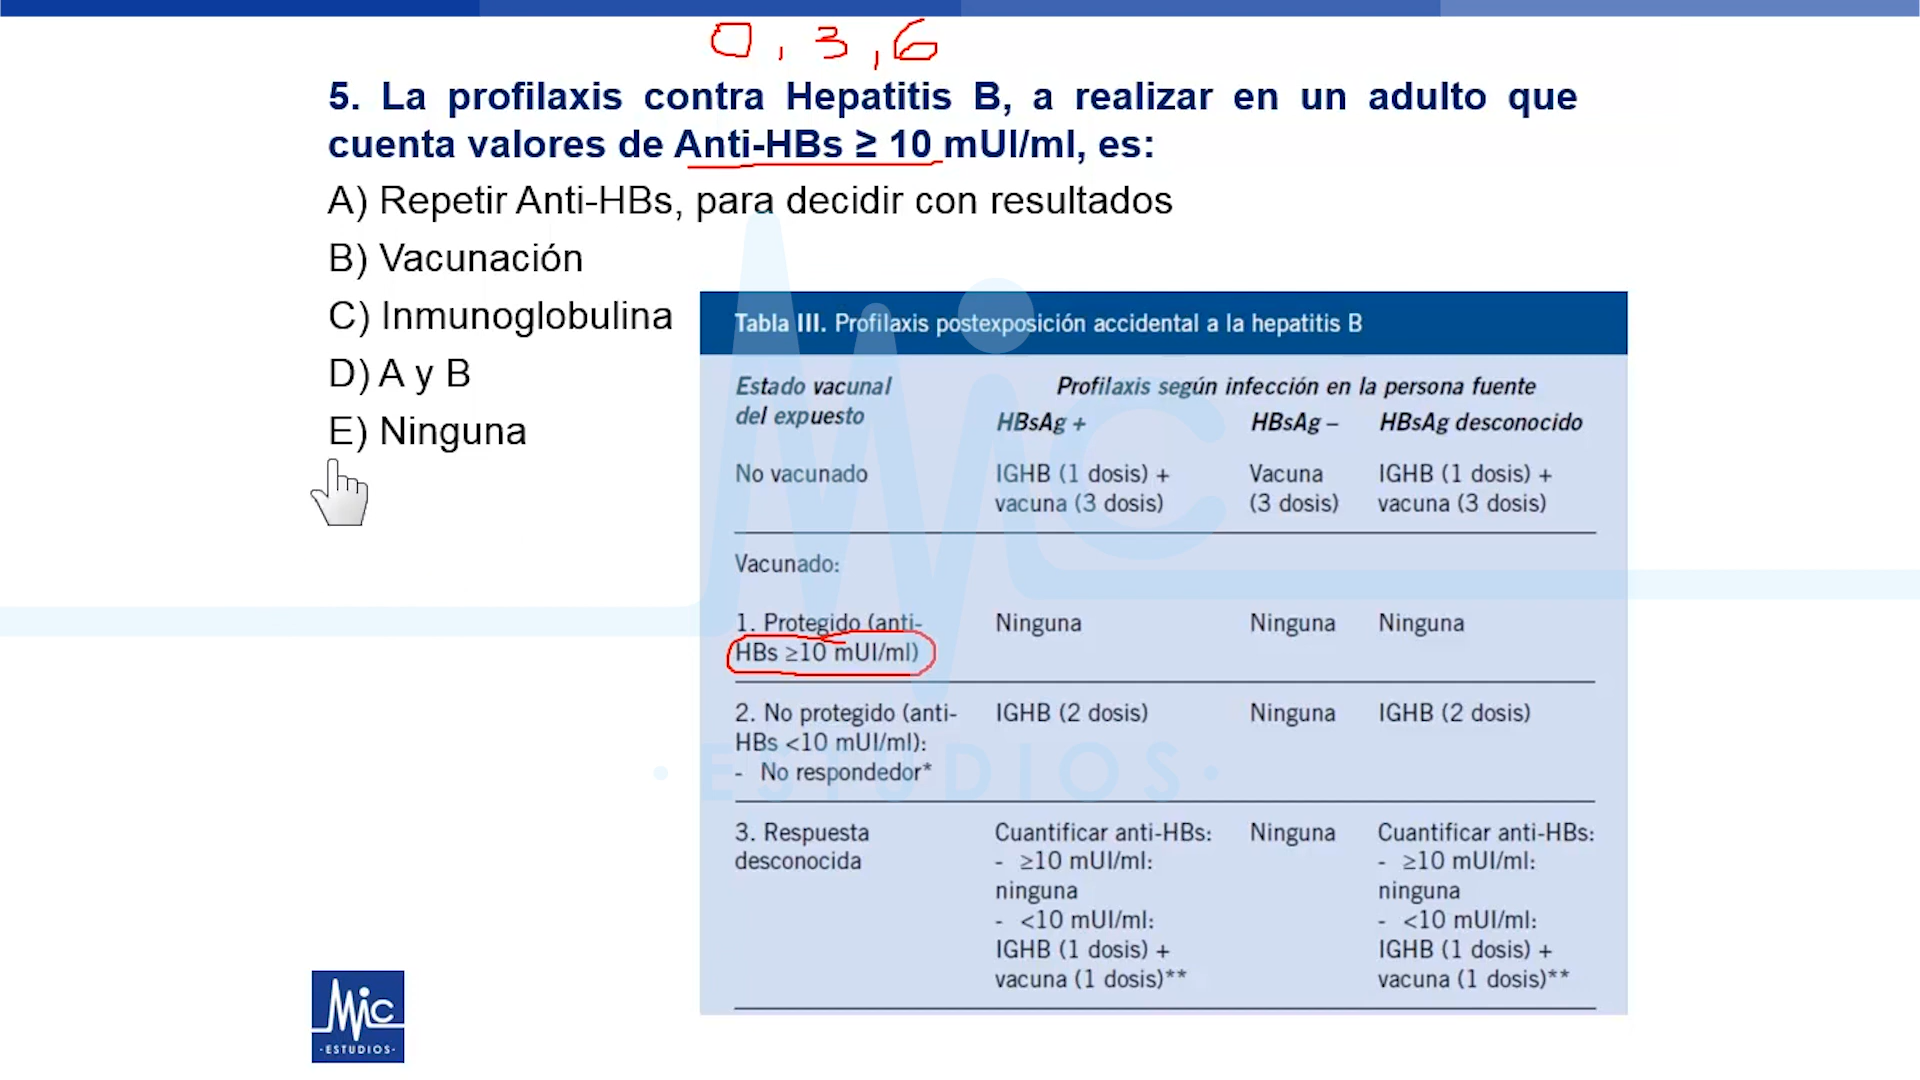 0, 3, 6
5. La profilaxis contra Hepatitis B, a realizar en un adulto que
cuenta valores de Anti-HBs ≥ 10 mUI/ml, es:
A) Repetir Anti-HBs, para decidir con resultados
B) Vacunación
C) Inmunoglobulina
D) A y B
E) Ninguna
Tabla III. Profilaxis postexposición accidental a la hepatitis B
Estado vacunal Profilaxis según infección en la persona fuente
del expuesto HBsAg + HBsAg – HBsAg desconocido
No vacunado IGHB (1 dosis) + Vacuna IGHB (1 dosis) +
vacuna (3 dosis) (3 dosis) vacuna (3 dosis)
Vacunado:
1. Protegido (anti- Ninguna Ninguna Ninguna
HBs ≥10 mUI/ml)
2. No protegido (anti- IGHB (2 dosis) Ninguna IGHB (2 dosis)
HBs <10 mUI/ml):
- No respondedor*
3. Respuesta Cuantificar anti-HBs: Ninguna Cuantificar anti-HBs:
desconocida - ≥10 mUI/ml: - ≥10 mUI/ml:
ninguna ninguna
- <10 mUI/ml: - <10 mUI/ml:
IGHB (1 dosis) + IGHB (1 dosis) +
vacuna (1 dosis)** vacuna (1 dosis)**
MiC
·ESTUDIOS·
MiC
·ESTUDIOS·